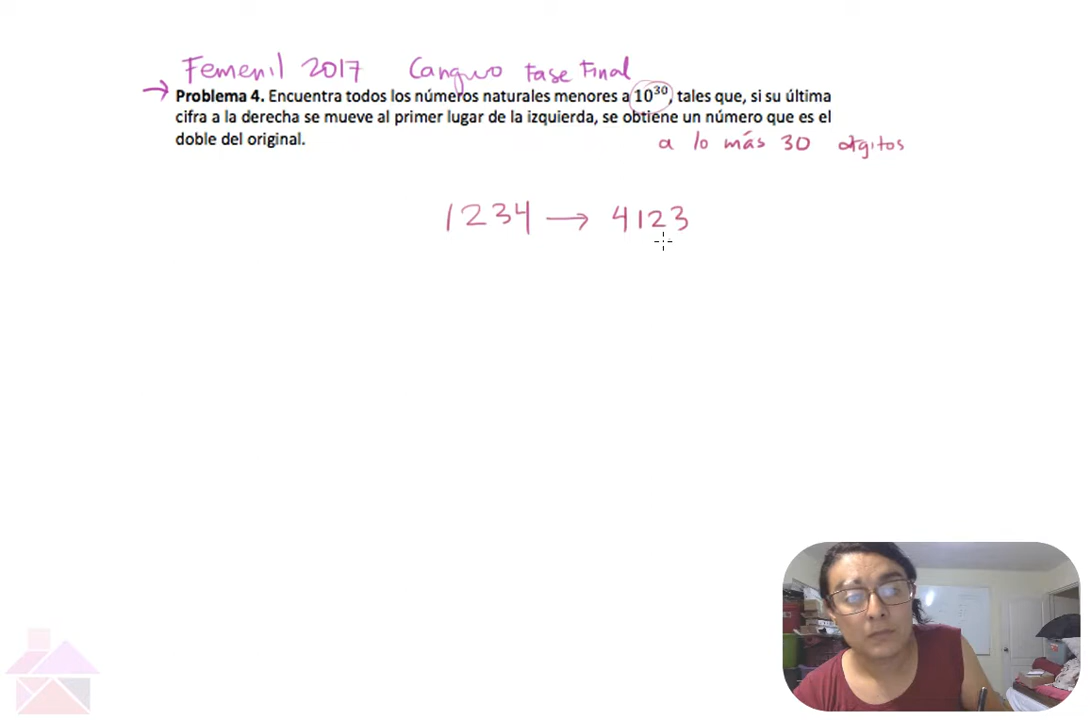 Femenil 2017 Canguro Fase Final
→ Problema 4. Encuentra todos los números naturales menores a 10³⁰, tales que, si su última
cifra a la derecha se mueve al primer lugar de la izquierda, se obtiene un número que es el
doble del original.
a lo más 30 dígitos
1234 → 4123